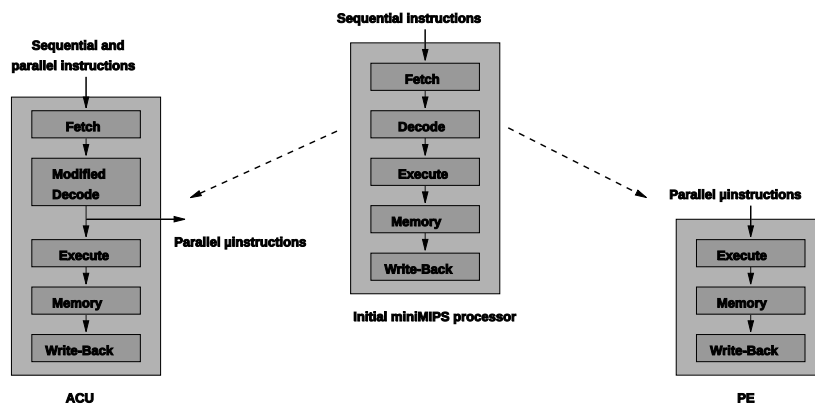 Sequential and
parallel instructions
Fetch
Modified
Decode
Parallel µinstructions
Execute
Memory
Write-Back
ACU
Sequential instructions
Fetch
Decode
Execute
Memory
Write-Back
Initial miniMIPS processor
Parallel µinstructions
Execute
Memory
Write-Back
PE